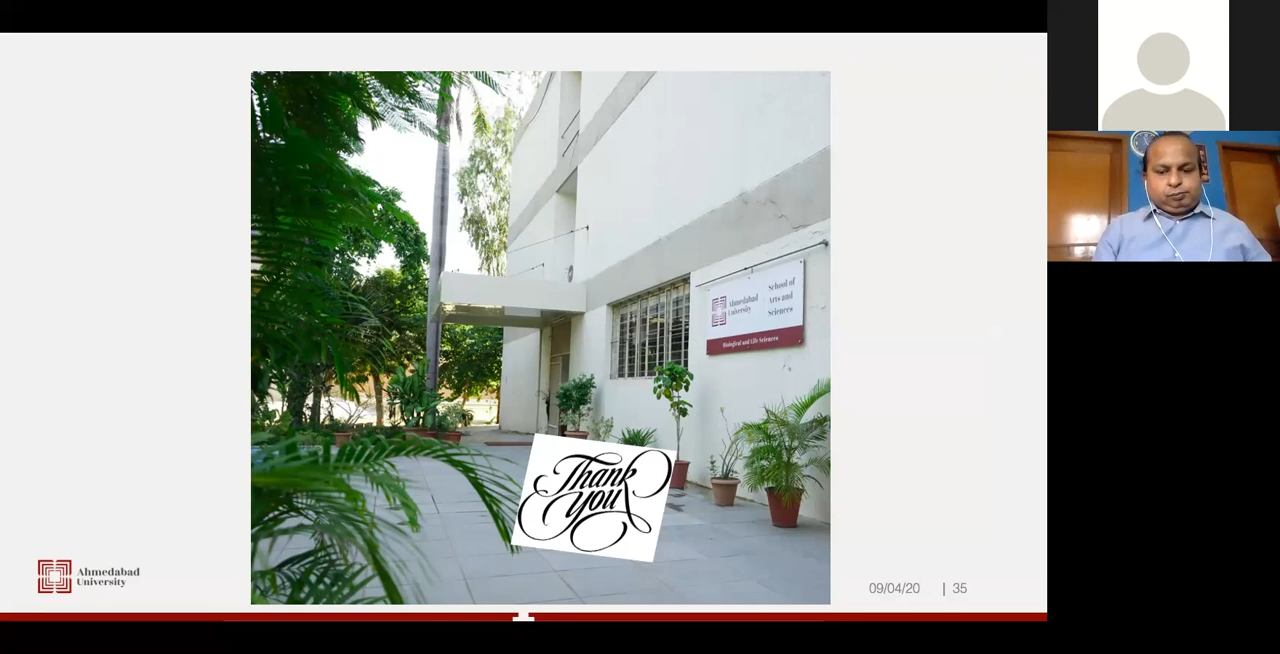 Ahmedabad
University
School of
Arts and
Sciences
Biological and Life Sciences
Thank
you
Ahmedabad
University
09/04/20 | 35